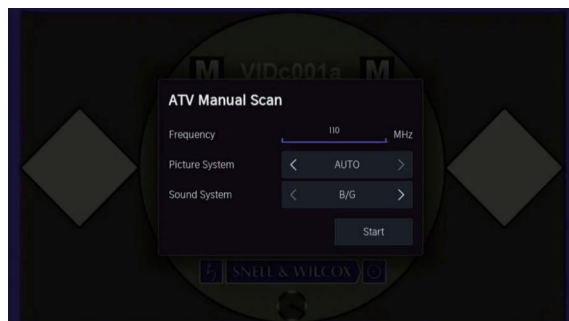 M VIDc001a M
ATV Manual Scan
Frequency 110 MHz
Picture System < AUTO >
Sound System < B/G >
Start
SNELL & WILCOX